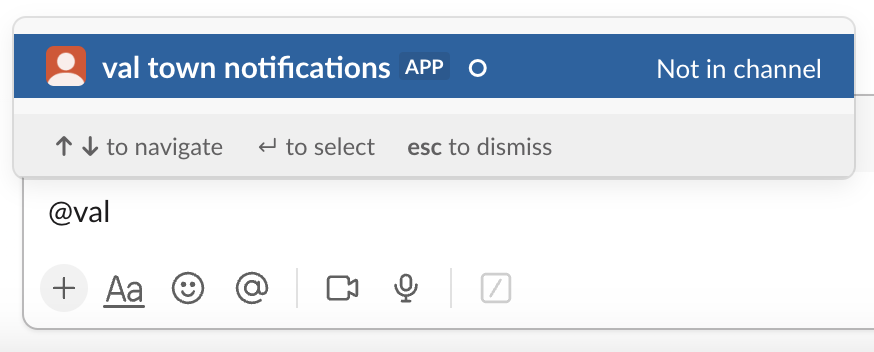 val town notifications APP Not in channel
↑ ↓ to navigate ↵ to select esc to dismiss
@val
Aa